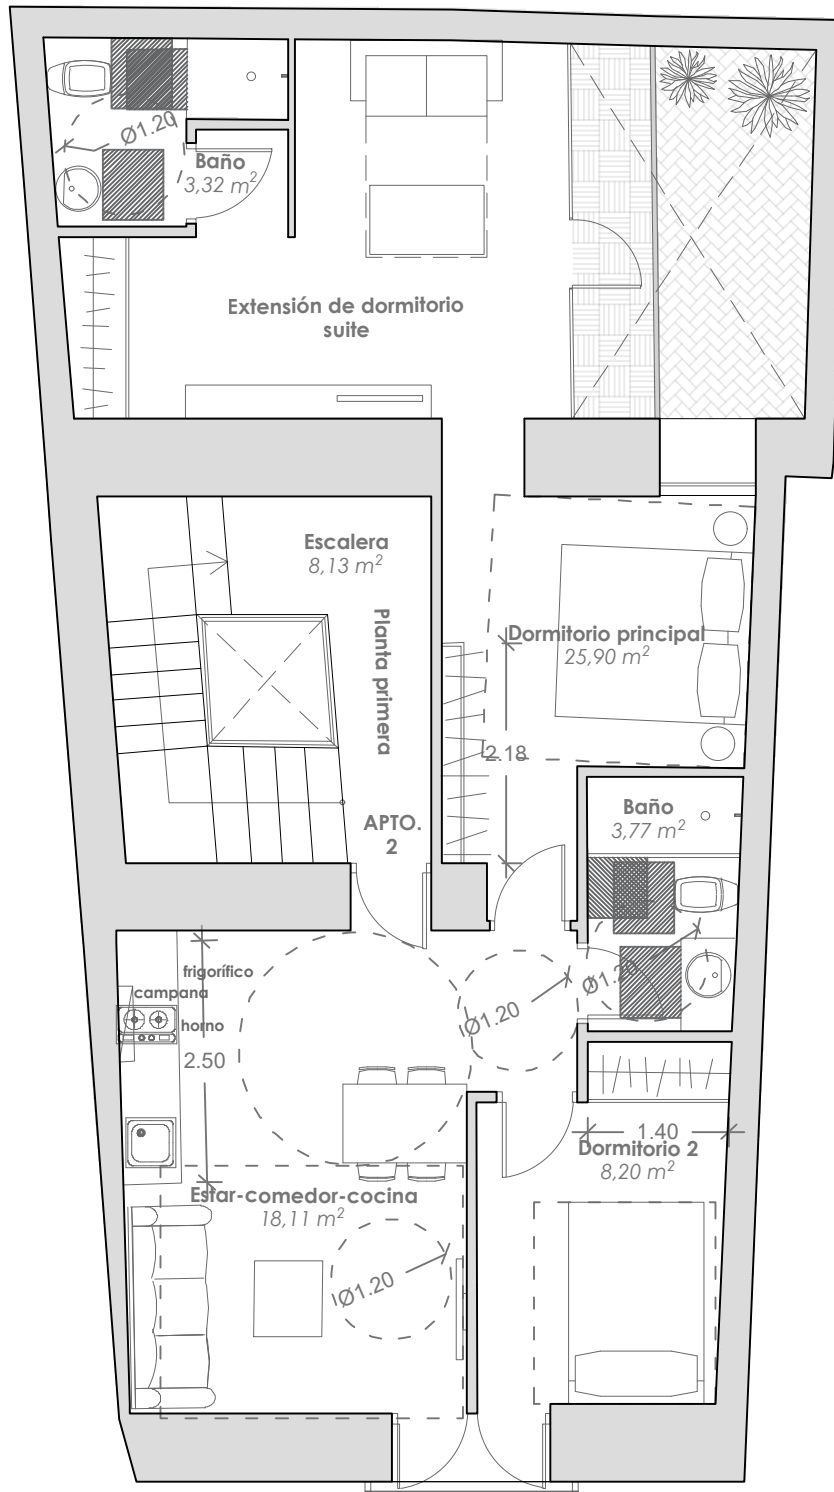 Ø1.20
Baño
3,32 m²
Extensión de dormitorio
suite
Escalera
8,13 m²
Planta primera
Dormitorio principal
25,90 m²
2.18
APTO.
2
Baño
3,77 m²
frigorífico
campana
horno
2.50
Ø1.20
Ø1.20
1.40
Dormitorio 2
8,20 m²
Estar-comedor-cocina
18,11 m²
Ø1.20